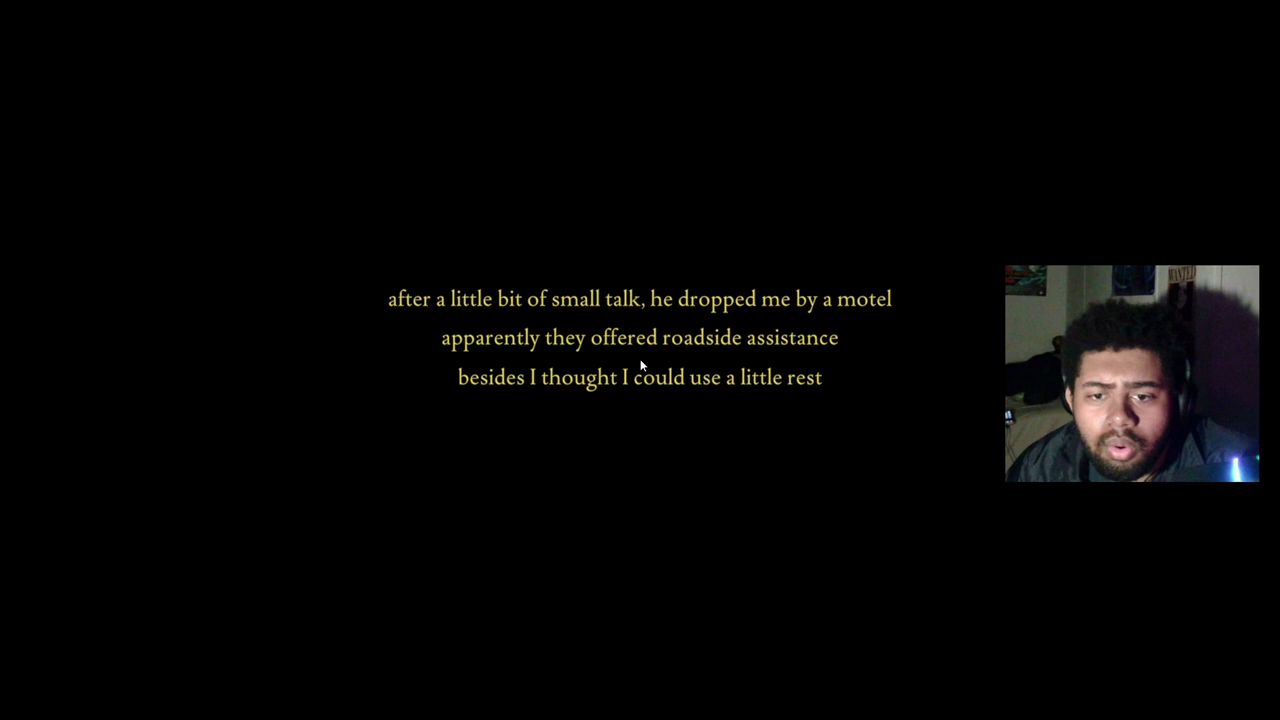 after a little bit of small talk, he dropped me by a motel
apparently they offered roadside assistance
besides I thought I could use a little rest
WANTED